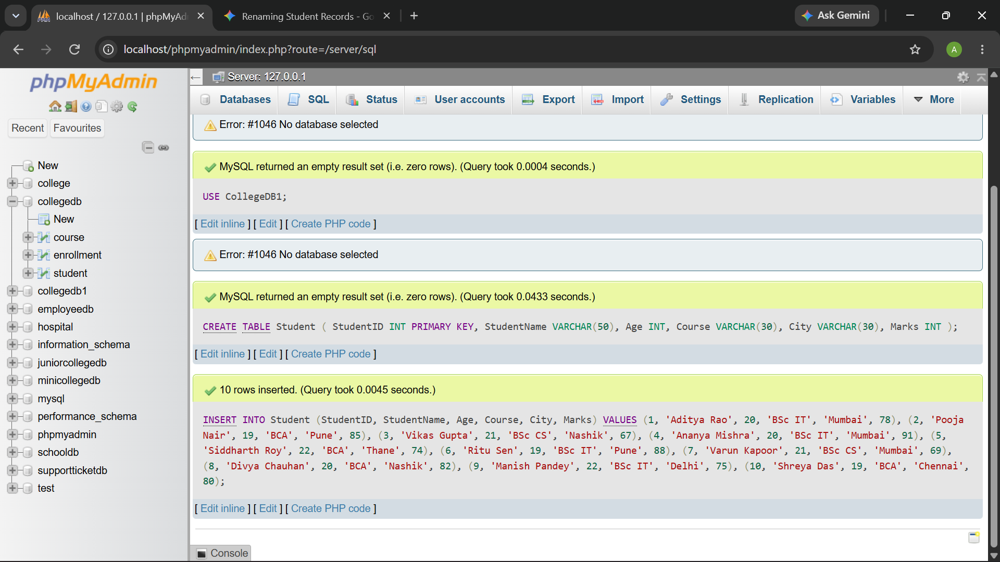 localhost / 127.0.0.1 | phpMyAd
Renaming Student Records - Go
Ask Gemini
localhost/phpmyadmin/index.php?route=/server/sql
A
phpMyAdmin
Recent
Favourites
New
college
collegedb
New
course
enrollment
student
collegedb1
employeedb
hospital
information_schema
juniorcollegedb
minicollegedb
mysql
performance_schema
phpmyadmin
schooldb
supportticketdb
test
Server: 127.0.0.1
Databases
SQL
Status
User accounts
Export
Import
Settings
Replication
Variables
More
Error: #1046 No database selected
MySQL returned an empty result set (i.e. zero rows). (Query took 0.0004 seconds.)
USE CollegeDB1;
[ Edit inline ] [ Edit ] [ Create PHP code ]
Error: #1046 No database selected
MySQL returned an empty result set (i.e. zero rows). (Query took 0.0433 seconds.)
CREATE TABLE Student ( StudentID INT PRIMARY KEY, StudentName VARCHAR(50), Age INT, Course VARCHAR(30), City VARCHAR(30), Marks INT );
[ Edit inline ] [ Edit ] [ Create PHP code ]
10 rows inserted. (Query took 0.0045 seconds.)
INSERT INTO Student (StudentID, StudentName, Age, Course, City, Marks) VALUES (1, 'Aditya Rao', 20, 'BSc IT', 'Mumbai', 78), (2, 'Pooja
Nair', 19, 'BCA', 'Pune', 85), (3, 'Vikas Gupta', 21, 'BSc CS', 'Nashik', 67), (4, 'Ananya Mishra', 20, 'BSc IT', 'Mumbai', 91), (5,
'Siddharth Roy', 22, 'BCA', 'Thane', 74), (6, 'Ritu Sen', 19, 'BSc IT', 'Pune', 88), (7, 'Varun Kapoor', 21, 'BSc CS', 'Mumbai', 69),
(8, 'Divya Chauhan', 20, 'BCA', 'Nashik', 82), (9, 'Manish Pandey', 22, 'BSc IT', 'Delhi', 75), (10, 'Shreya Das', 19, 'BCA', 'Chennai',
80);
[ Edit inline ] [ Edit ] [ Create PHP code ]
Console